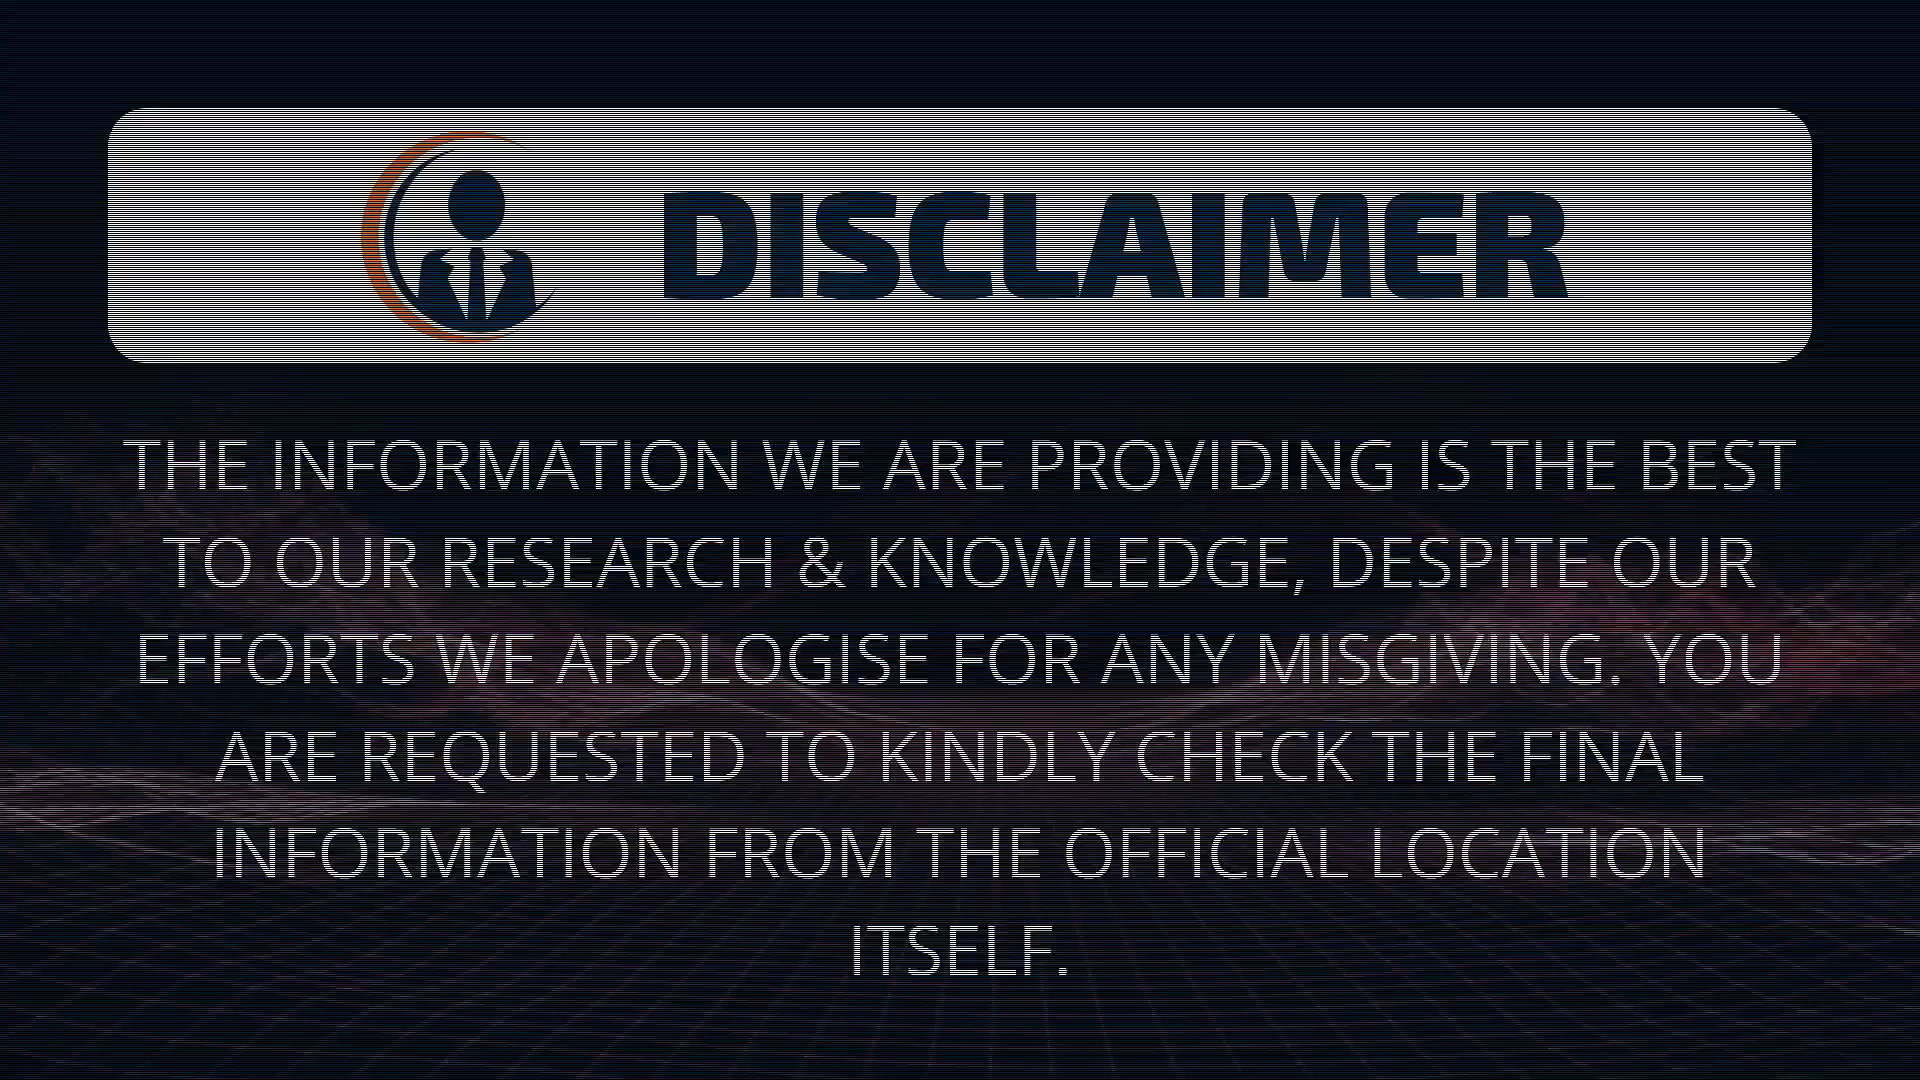 DISCLAIMER
THE INFORMATION WE ARE PROVIDING IS THE BEST
TO OUR RESEARCH & KNOWLEDGE, DESPITE OUR
EFFORTS WE APOLOGISE FOR ANY MISGIVING. YOU
ARE REQUESTED TO KINDLY CHECK THE FINAL
INFORMATION FROM THE OFFICIAL LOCATION
ITSELF.